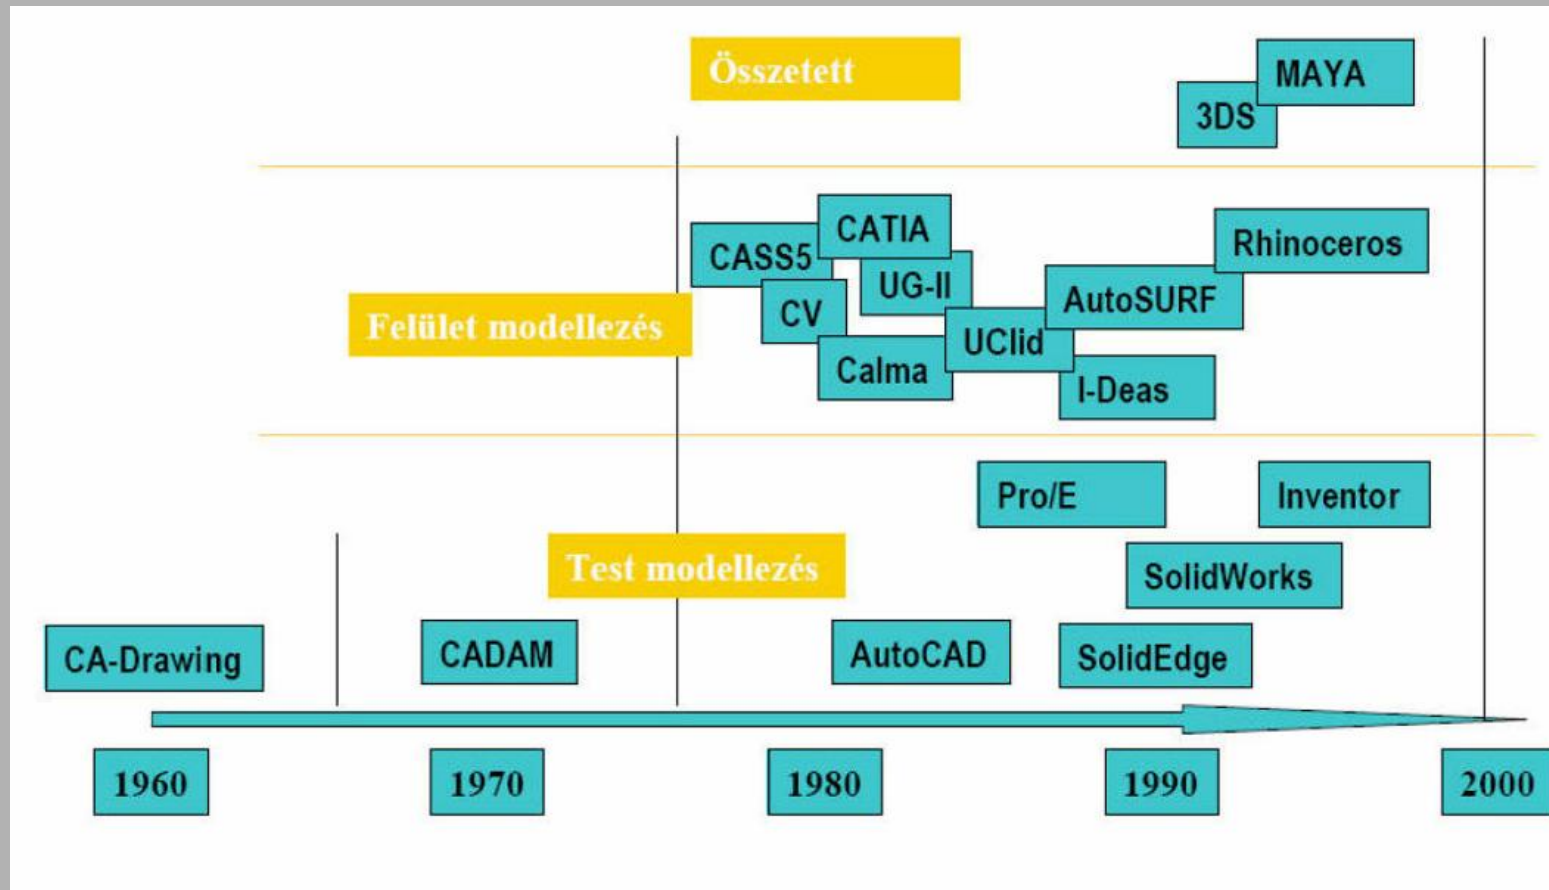 Összetett
MAYA
3DS
CATIA
CASS5
Rhinoceros
UG-II
CV
AutoSURF
Felület modellezés
UClid
Calma
I-Deas
Pro/E
Inventor
Test modellezés
SolidWorks
CA-Drawing
CADAM
AutoCAD
SolidEdge
1960
1970
1980
1990
2000